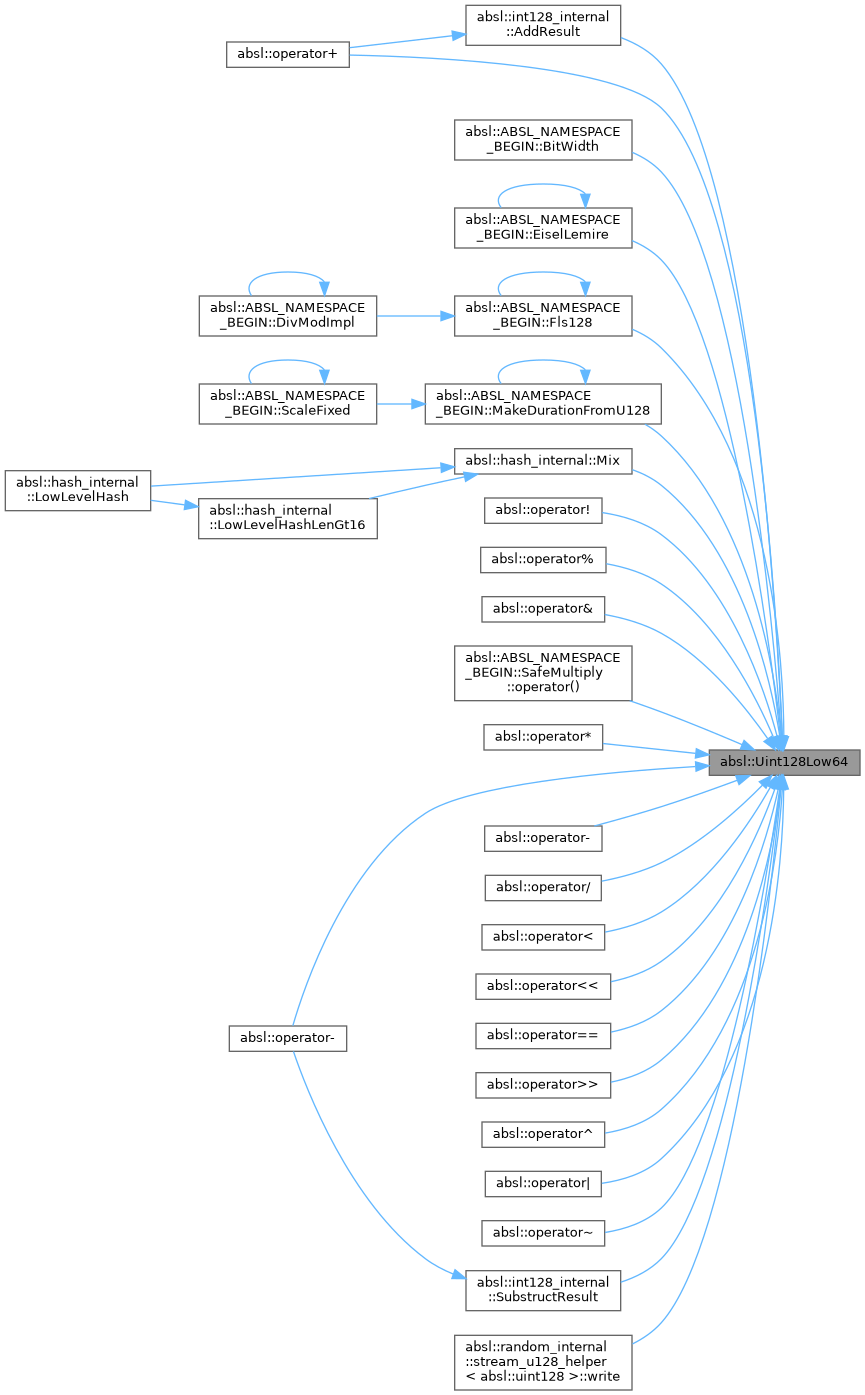 absl::int128_internal
::AddResult
absl::operator+
absl::ABSL_NAMESPACE
_BEGIN::BitWidth
absl::ABSL_NAMESPACE
_BEGIN::EiselLemire
absl::ABSL_NAMESPACE
_BEGIN::DivModImpl
absl::ABSL_NAMESPACE
_BEGIN::Fls128
absl::ABSL_NAMESPACE
_BEGIN::ScaleFixed
absl::ABSL_NAMESPACE
_BEGIN::MakeDurationFromU128
absl::hash_internal::Mix
absl::hash_internal
::LowLevelHash
absl::hash_internal
::LowLevelHashLenGt16
absl::operator!
absl::operator%
absl::operator&
absl::ABSL_NAMESPACE
_BEGIN::SafeMultiply
::operator()
absl::operator*
absl::Uint128Low64
absl::operator-
absl::operator/
absl::operator<
absl::operator<<
absl::operator-
absl::operator==
absl::operator>>
absl::operator^
absl::operator|
absl::operator~
absl::int128_internal
::SubstructResult
absl::random_internal
::stream_u128_helper
< absl::uint128 >::write